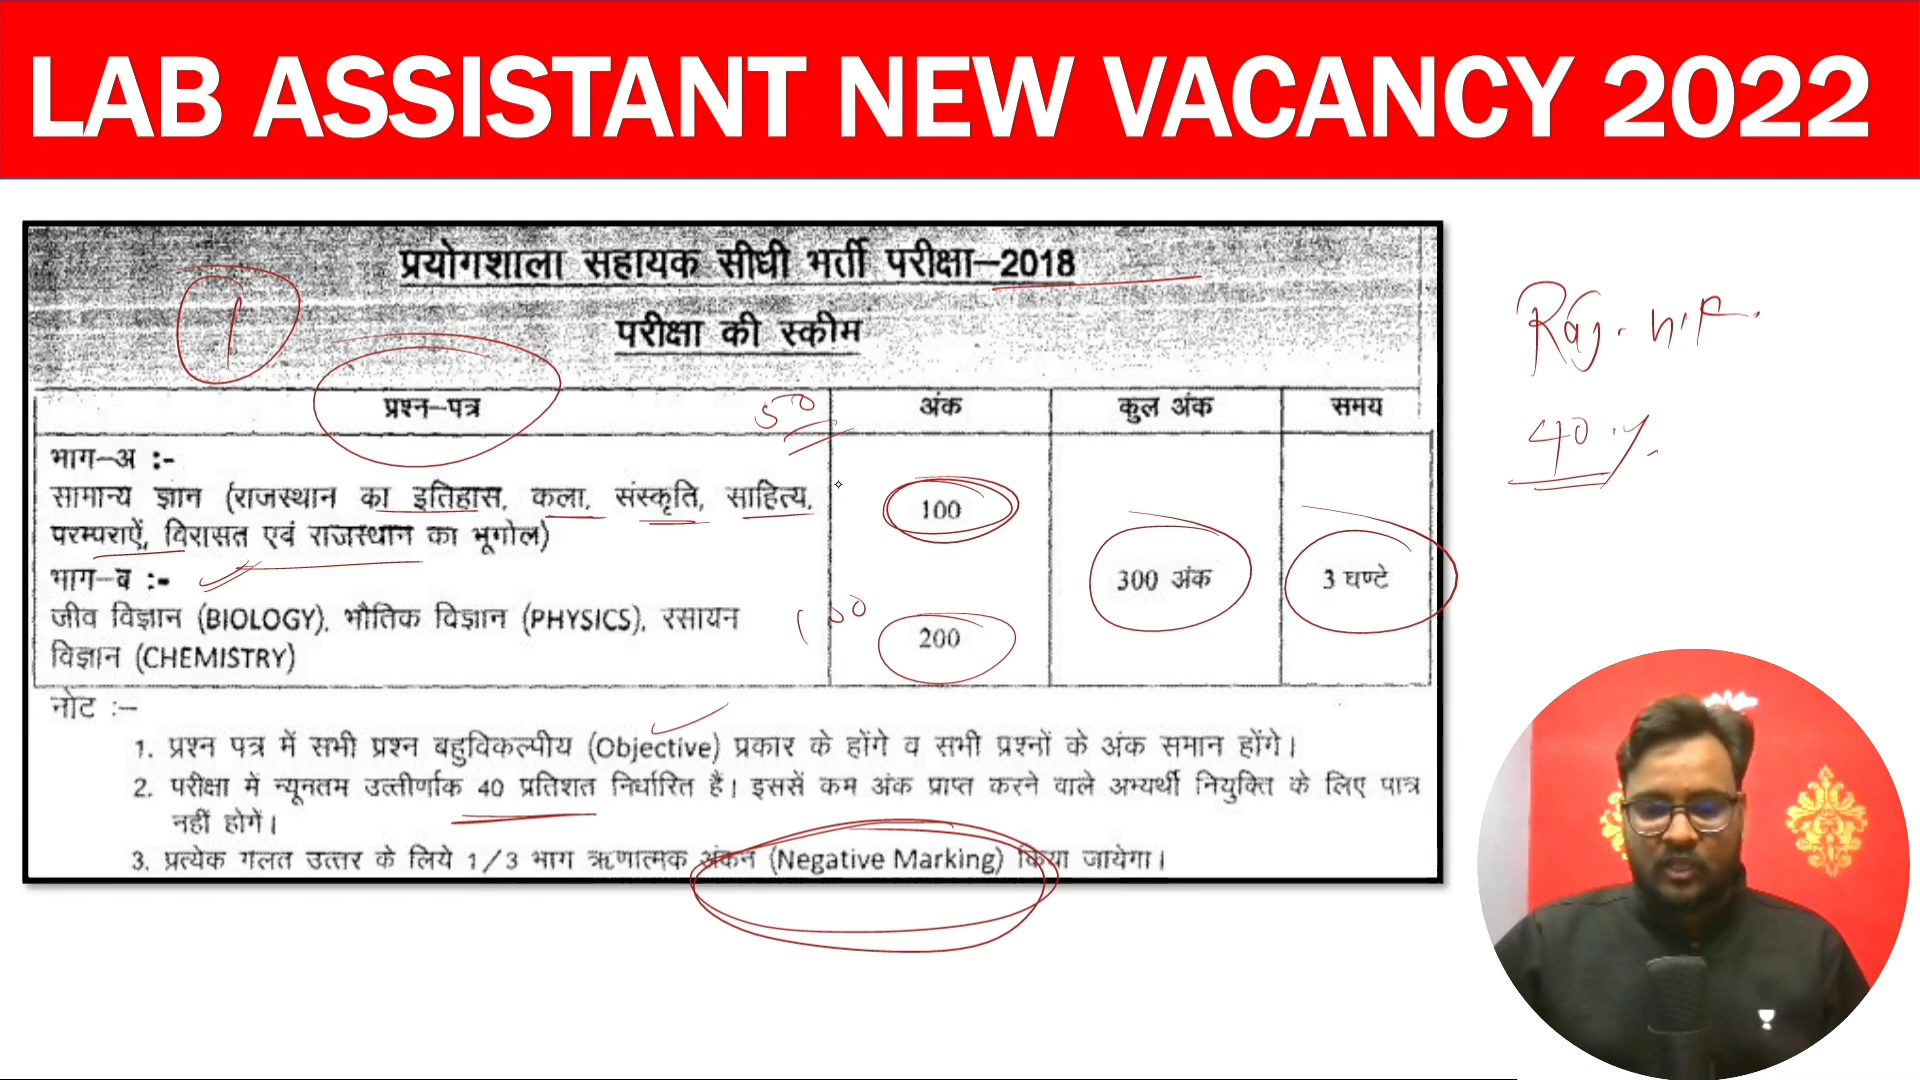 LAB ASSISTANT NEW VACANCY 2022
प्रयोगशाला सहायक सीधी भर्ती परीक्षा–2018
परीक्षा की स्कीम
1
प्रश्न–पत्र
50
अंक
कुल अंक
समय
भाग–अ :-
सामान्य ज्ञान (राजस्थान का इतिहास, कला, संस्कृति, साहित्य,
परम्पराऐं, विरासत एवं राजस्थान का भूगोल)
100
भाग–ब :-
जीव विज्ञान (BIOLOGY), भौतिक विज्ञान (PHYSICS), रसायन
विज्ञान (CHEMISTRY)
100
200
300 अंक
3 घण्टे
नोट :–
1. प्रश्न पत्र में सभी प्रश्न बहुविकल्पीय (Objective) प्रकार के होंगे व सभी प्रश्नों के अंक समान होंगे।
2. परीक्षा में न्यूनतम उत्तीर्णाक 40 प्रतिशत निर्धारित है। इससें कम अंक प्राप्त करने वाले अभ्यर्थी नियुक्ति के लिए पात्र
नहीं होगें।
3. प्रत्येक गलत उत्तर के लिये 1/3 भाग ऋणात्मक अंकन (Negative Marking) किया जायेगा।
Raj.
40 %